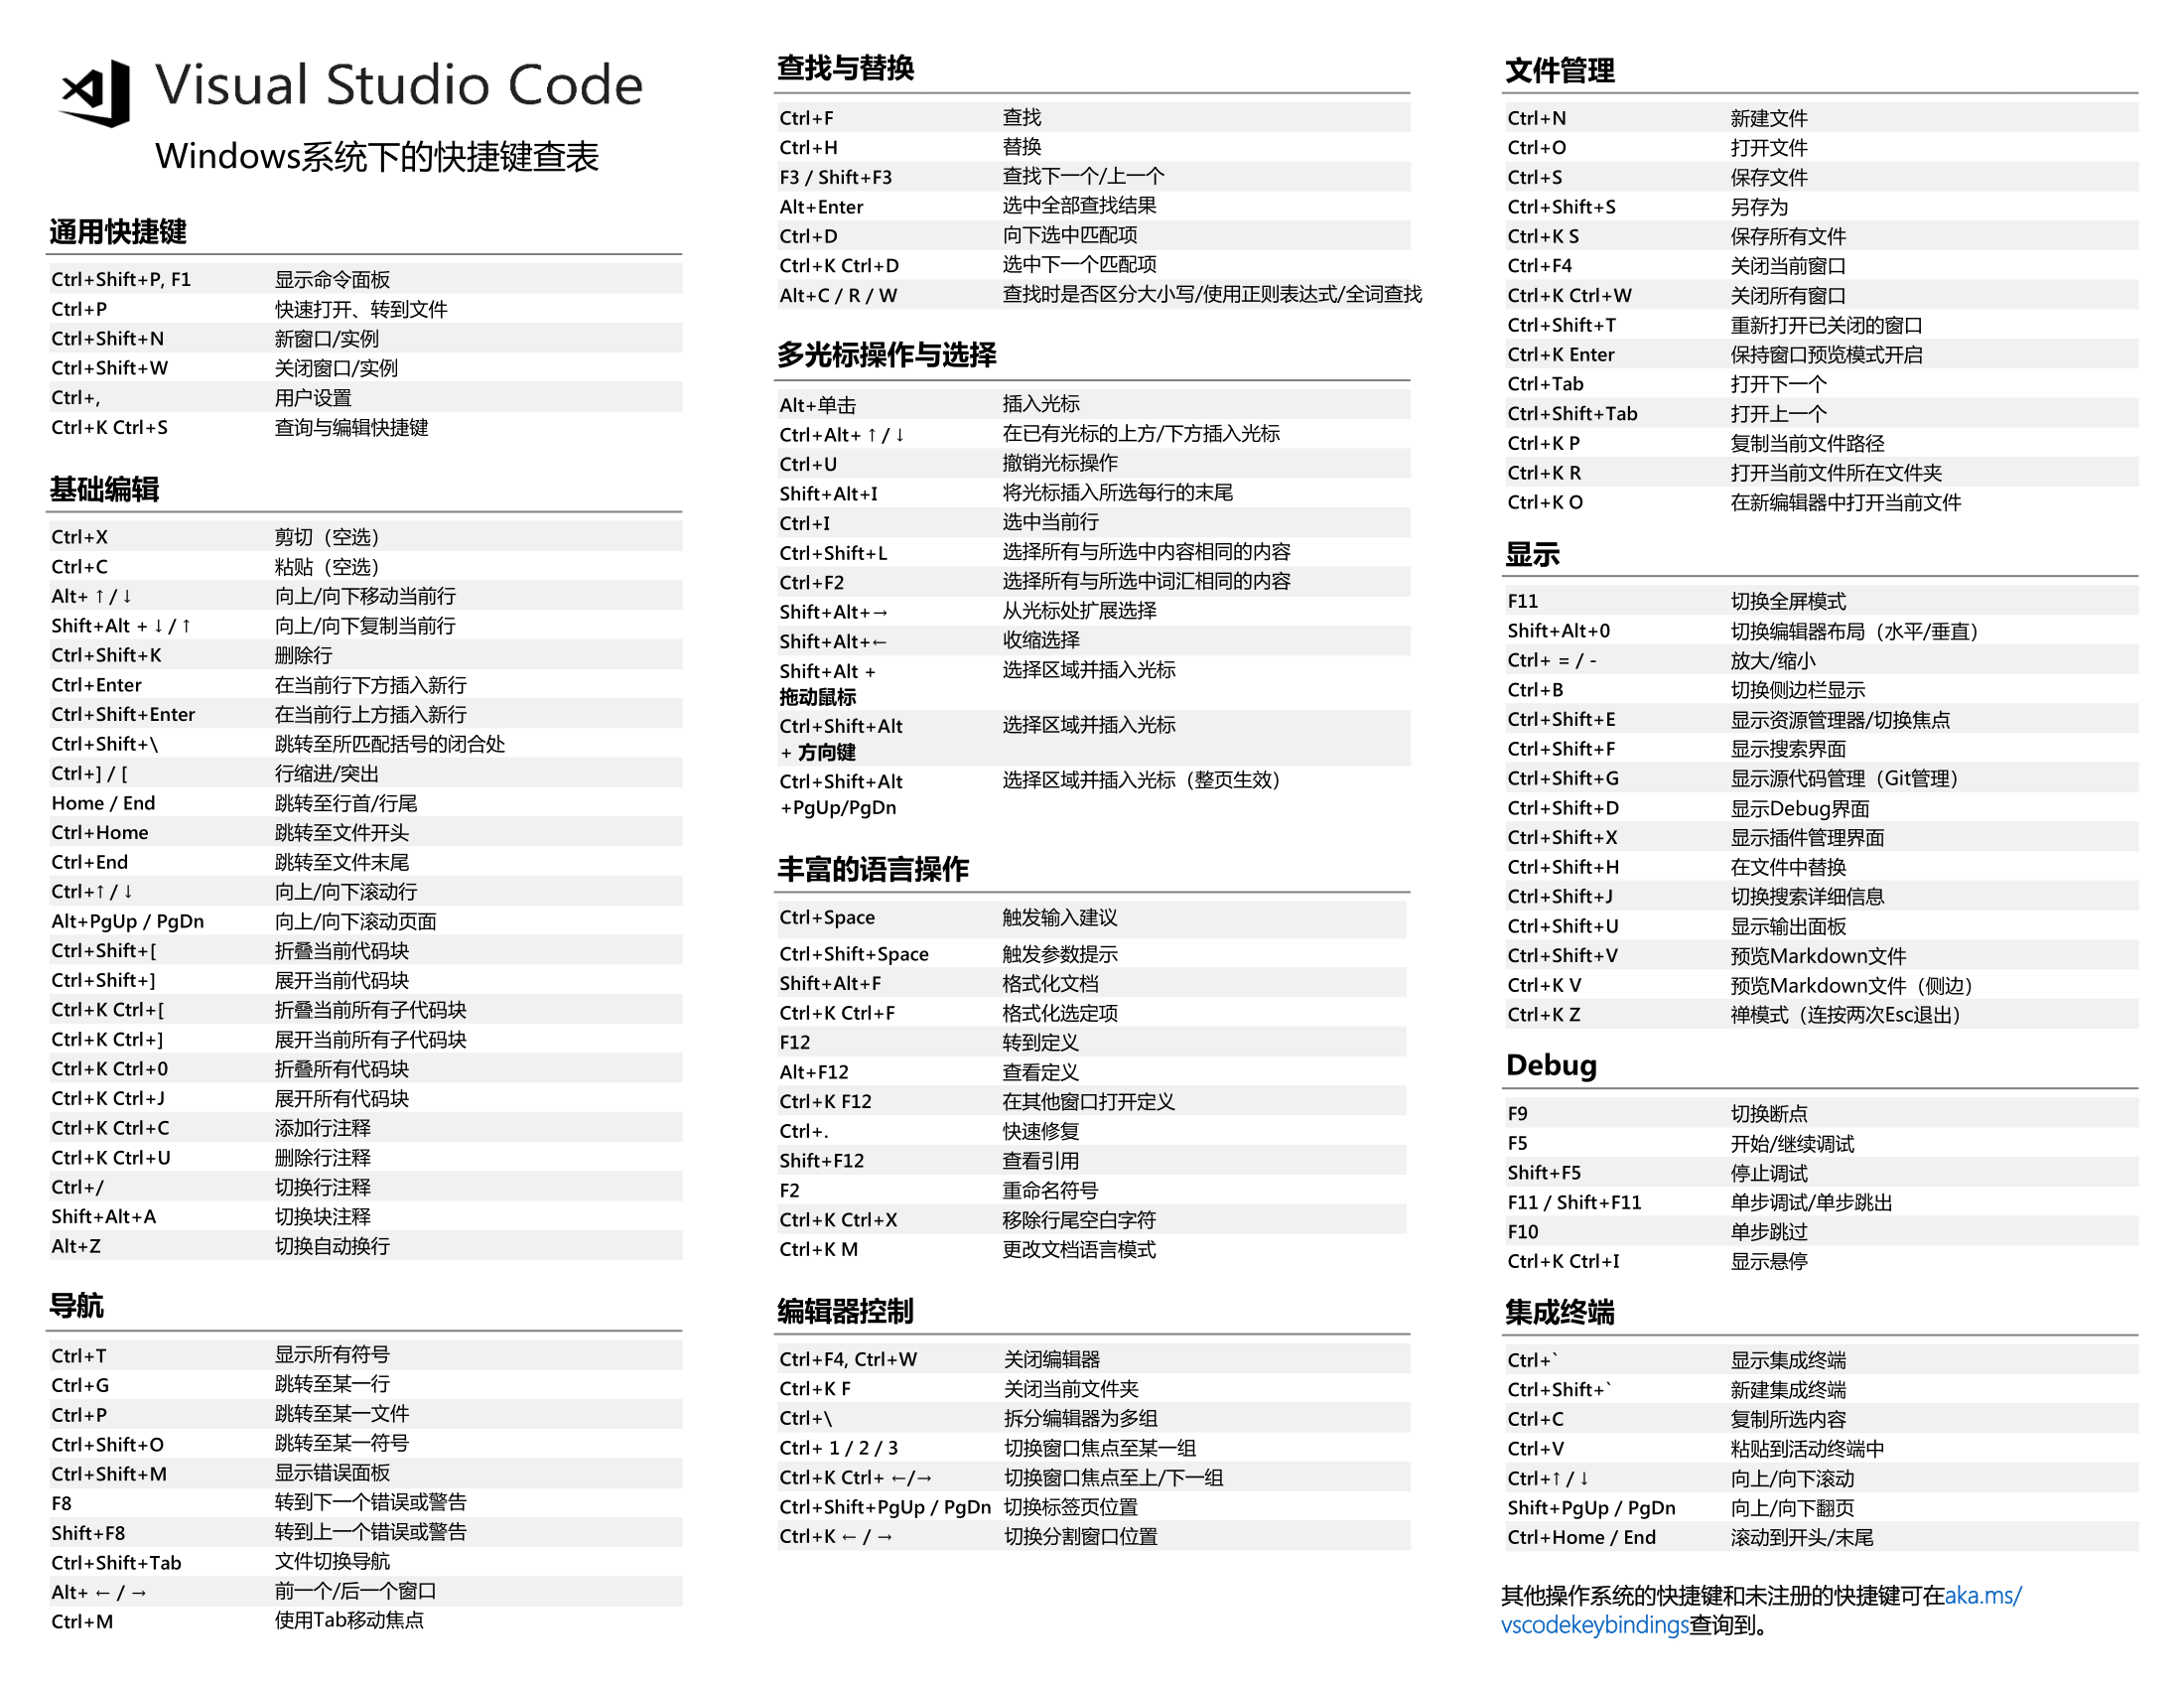 Visual Studio Code
Windows系统下的快捷键查表
通用快捷键
Ctrl+Shift+P, F1 显示命令面板
Ctrl+P 快速打开、转到文件
Ctrl+Shift+N 新窗口/实例
Ctrl+Shift+W 关闭窗口/实例
Ctrl+, 用户设置
Ctrl+K Ctrl+S 查询与编辑快捷键
基础编辑
Ctrl+X 剪切（空选）
Ctrl+C 粘贴（空选）
Alt+ ↑ / ↓ 向上/向下移动当前行
Shift+Alt + ↓ / ↑ 向上/向下复制当前行
Ctrl+Shift+K 删除行
Ctrl+Enter 在当前行下方插入新行
Ctrl+Shift+Enter 在当前行上方插入新行
Ctrl+Shift+\ 跳转至所匹配括号的闭合处
Ctrl+] / [ 行缩进/突出
Home / End 跳转至行首/行尾
Ctrl+Home 跳转至文件开头
Ctrl+End 跳转至文件末尾
Ctrl+↑ / ↓ 向上/向下滚动行
Alt+PgUp / PgDn 向上/向下滚动页面
Ctrl+Shift+[ 折叠当前代码块
Ctrl+Shift+] 展开当前代码块
Ctrl+K Ctrl+[ 折叠当前所有子代码块
Ctrl+K Ctrl+] 展开当前所有子代码块
Ctrl+K Ctrl+0 折叠所有代码块
Ctrl+K Ctrl+J 展开所有代码块
Ctrl+K Ctrl+C 添加行注释
Ctrl+K Ctrl+U 删除行注释
Ctrl+/ 切换行注释
Shift+Alt+A 切换块注释
Alt+Z 切换自动换行
导航
Ctrl+T 显示所有符号
Ctrl+G 跳转至某一行
Ctrl+P 跳转至某一文件
Ctrl+Shift+O 跳转至某一符号
Ctrl+Shift+M 显示错误面板
F8 转到下一个错误或警告
Shift+F8 转到上一个错误或警告
Ctrl+Shift+Tab 文件切换导航
Alt+ ← / → 前一个/后一个窗口
Ctrl+M 使用Tab移动焦点
查找与替换
Ctrl+F 查找
Ctrl+H 替换
F3 / Shift+F3 查找下一个/上一个
Alt+Enter 选中全部查找结果
Ctrl+D 向下选中匹配项
Ctrl+K Ctrl+D 选中下一个匹配项
Alt+C / R / W 查找时是否区分大小写/使用正则表达式/全词查找
多光标操作与选择
Alt+单击 插入光标
Ctrl+Alt+ ↑ / ↓ 在已有光标的上方/下方插入光标
Ctrl+U 撤销光标操作
Shift+Alt+I 将光标插入所选每行的末尾
Ctrl+I 选中当前行
Ctrl+Shift+L 选择所有与所选中内容相同的内容
Ctrl+F2 选择所有与所选中词汇相同的内容
Shift+Alt+→ 从光标处扩展选择
Shift+Alt+← 收缩选择
Shift+Alt + 选择区域并插入光标
拖动鼠标
Ctrl+Shift+Alt 选择区域并插入光标
+ 方向键
Ctrl+Shift+Alt 选择区域并插入光标（整页生效）
+PgUp/PgDn
丰富的语言操作
Ctrl+Space 触发输入建议
Ctrl+Shift+Space 触发参数提示
Shift+Alt+F 格式化文档
Ctrl+K Ctrl+F 格式化选定项
F12 转到定义
Alt+F12 查看定义
Ctrl+K F12 在其他窗口打开定义
Ctrl+. 快速修复
Shift+F12 查看引用
F2 重命名符号
Ctrl+K Ctrl+X 移除行尾空白字符
Ctrl+K M 更改文档语言模式
编辑器控制
Ctrl+F4, Ctrl+W 关闭编辑器
Ctrl+K F 关闭当前文件夹
Ctrl+\ 拆分编辑器为多组
Ctrl+ 1 / 2 / 3 切换窗口焦点至某一组
Ctrl+K Ctrl+ ←/→ 切换窗口焦点至上/下一组
Ctrl+Shift+PgUp / PgDn 切换标签页位置
Ctrl+K ← / → 切换分割窗口位置
文件管理
Ctrl+N 新建文件
Ctrl+O 打开文件
Ctrl+S 保存文件
Ctrl+Shift+S 另存为
Ctrl+K S 保存所有文件
Ctrl+F4 关闭当前窗口
Ctrl+K Ctrl+W 关闭所有窗口
Ctrl+Shift+T 重新打开已关闭的窗口
Ctrl+K Enter 保持窗口预览模式开启
Ctrl+Tab 打开下一个
Ctrl+Shift+Tab 打开上一个
Ctrl+K P 复制当前文件路径
Ctrl+K R 打开当前文件所在文件夹
Ctrl+K O 在新编辑器中打开当前文件
显示
F11 切换全屏模式
Shift+Alt+0 切换编辑器布局（水平/垂直）
Ctrl+ = / - 放大/缩小
Ctrl+B 切换侧边栏显示
Ctrl+Shift+E 显示资源管理器/切换焦点
Ctrl+Shift+F 显示搜索界面
Ctrl+Shift+G 显示源代码管理（Git管理）
Ctrl+Shift+D 显示Debug界面
Ctrl+Shift+X 显示插件管理界面
Ctrl+Shift+H 在文件中替换
Ctrl+Shift+J 切换搜索详细信息
Ctrl+Shift+U 显示输出面板
Ctrl+Shift+V 预览Markdown文件
Ctrl+K V 预览Markdown文件（侧边）
Ctrl+K Z 禅模式（连按两次Esc退出）
Debug
F9 切换断点
F5 开始/继续调试
Shift+F5 停止调试
F11 / Shift+F11 单步调试/单步跳出
F10 单步跳过
Ctrl+K Ctrl+I 显示悬停
集成终端
Ctrl+` 显示集成终端
Ctrl+Shift+` 新建集成终端
Ctrl+C 复制所选内容
Ctrl+V 粘贴到活动终端中
Ctrl+↑ / ↓ 向上/向下滚动
Shift+PgUp / PgDn 向上/向下翻页
Ctrl+Home / End 滚动到开头/末尾
其他操作系统的快捷键和未注册的快捷键可在aka.ms/
vscodekeybindings查询到。